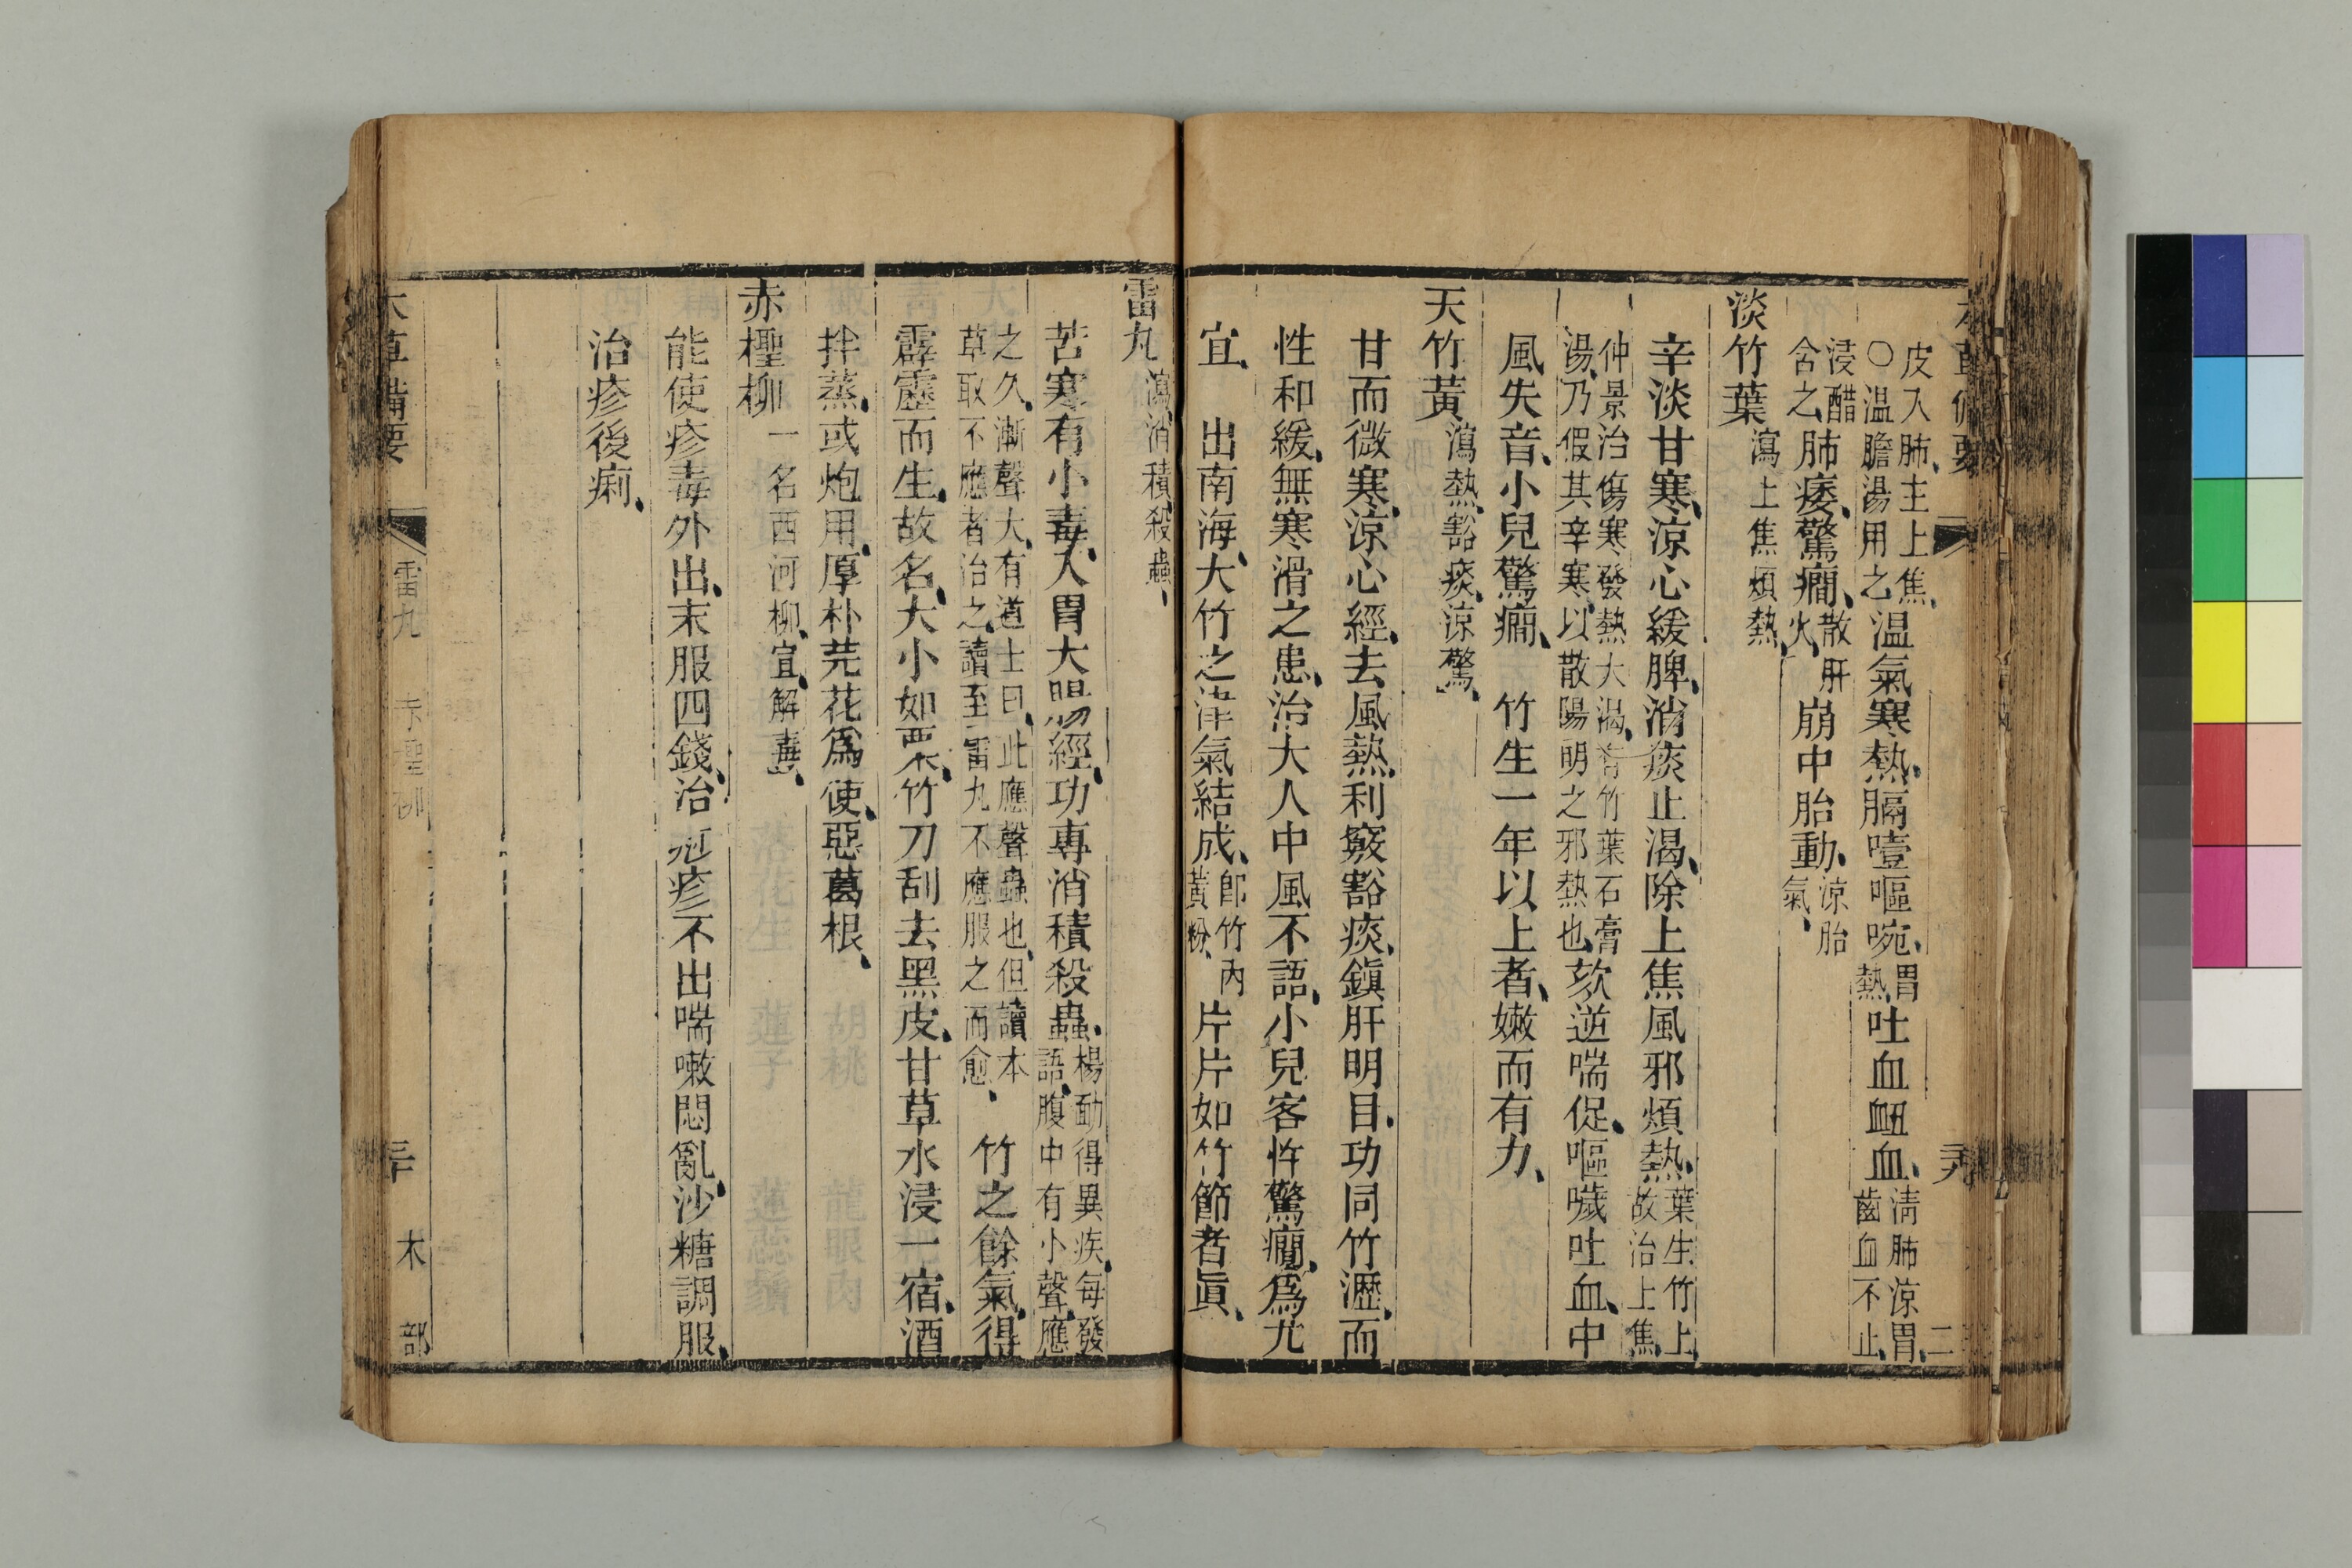 皮入肺、主上焦、
○温膽湯用之温氣寒熱、膈噎嘔啘、胃熱吐血衄血、清肺涼胃、齒血不止、
浸醋含之、肺痿、驚癇、散肝火、崩中胎動、涼胎氣、
淡竹葉瀉上焦煩熱、
辛淡甘寒、涼心緩脾、消痰止渴、除上焦風邪煩熱、葉生竹上、故治上焦、
仲景治傷寒發熱大渴、有竹葉石膏湯、乃假其辛寒、以散陽明之邪熱也、欬逆喘促、嘔噦吐血、中
風失音、小兒驚癇、竹生一年以上者、嫩而有力、
天竹黃瀉熱、豁痰、涼驚、
甘而微寒、涼心經、去風熱、利竅豁痰、鎭肝明目、功同竹瀝、而
性和緩、無寒滑之患、治大人中風不語、小兒客忤驚癇、爲尤
宜、出南海、大竹之津氣結成、卽竹內黃粉、片片如竹節者眞、
二
雷丸瀉、消積、殺蟲、
苦寒有小毒、入胃大腸經、功專消積殺蟲、楊勔得異疾、每發語、腹中有小聲應
之久、漸聲大、有道士曰、此應聲蟲也、但讀本草取不應者治之、讀至雷丸不應、服之而愈、竹之餘氣、得
霹靂而生、故名、大小如栗、竹刀刮去黑皮、甘草水浸一宿、酒
拌蒸、或炮用、厚朴芫花爲使、惡葛根、
赤檉柳一名西河柳、宜解毒、
能使疹毒外出、末服四錢、治痧疹不出、喘嗽悶亂、沙糖調服、
治疹後痢、
本草備要 雷丸 赤檉柳 三十 木部